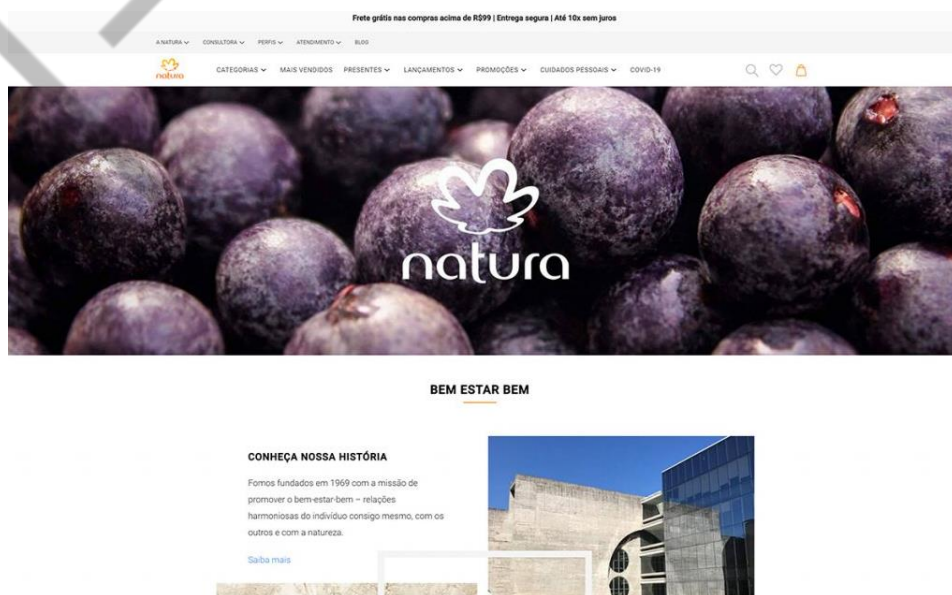 Frete grátis nas compras acima de R$99 | Entrega segura | Até 10x sem juros
A NATURA CONSULTORA PERFIS ATENDIMENTO BLOG
natura CATEGORIAS MAIS VENDIDOS PRESENTES LANÇAMENTOS PROMOÇÕES CUIDADOS PESSOAIS COVID-19
natura
BEM ESTAR BEM
CONHEÇA NOSSA HISTÓRIA
Fomos fundados em 1969 com a missão de
promover o bem-estar-bem – relações
harmoniosas do indivíduo consigo mesmo, com os
outros e com a natureza.
Saiba mais